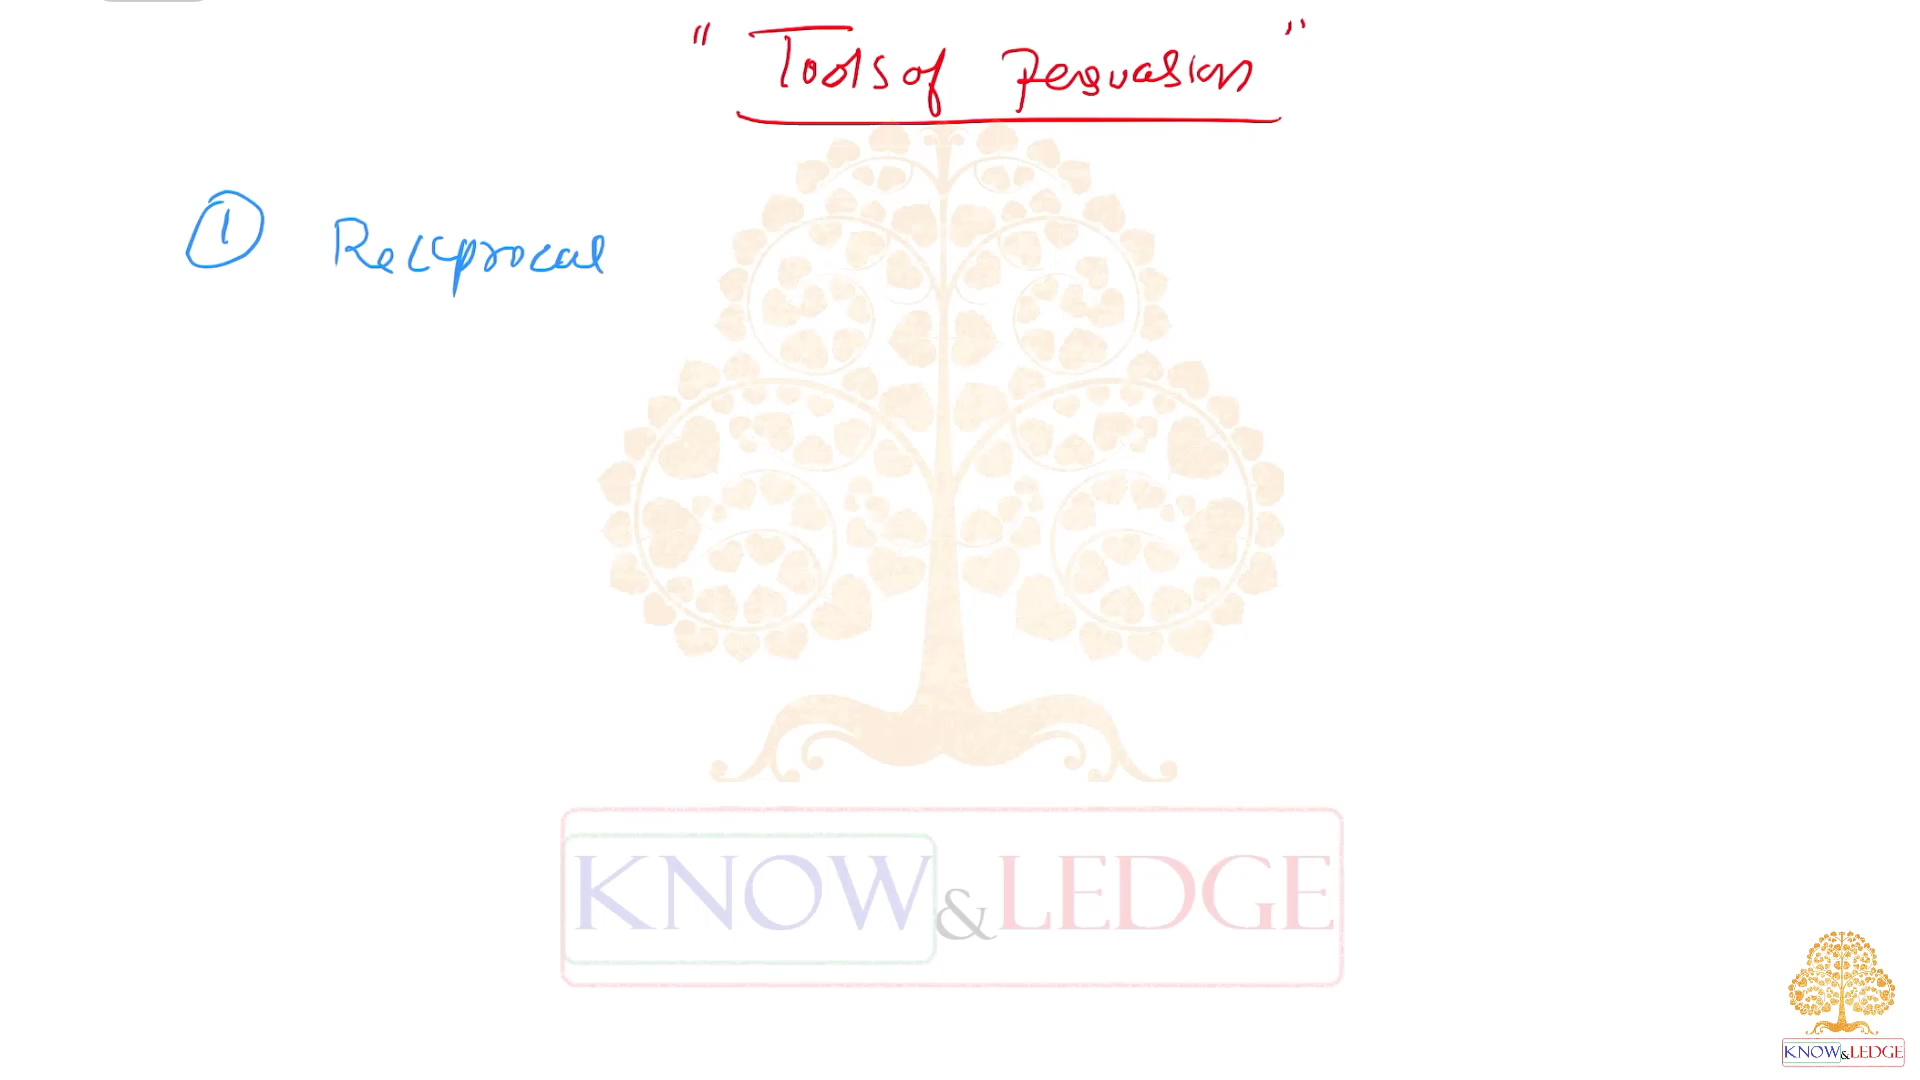 " Tools of Persuasion "
① Reciprocal
KNOW&LEDGE
KNOW&LEDGE